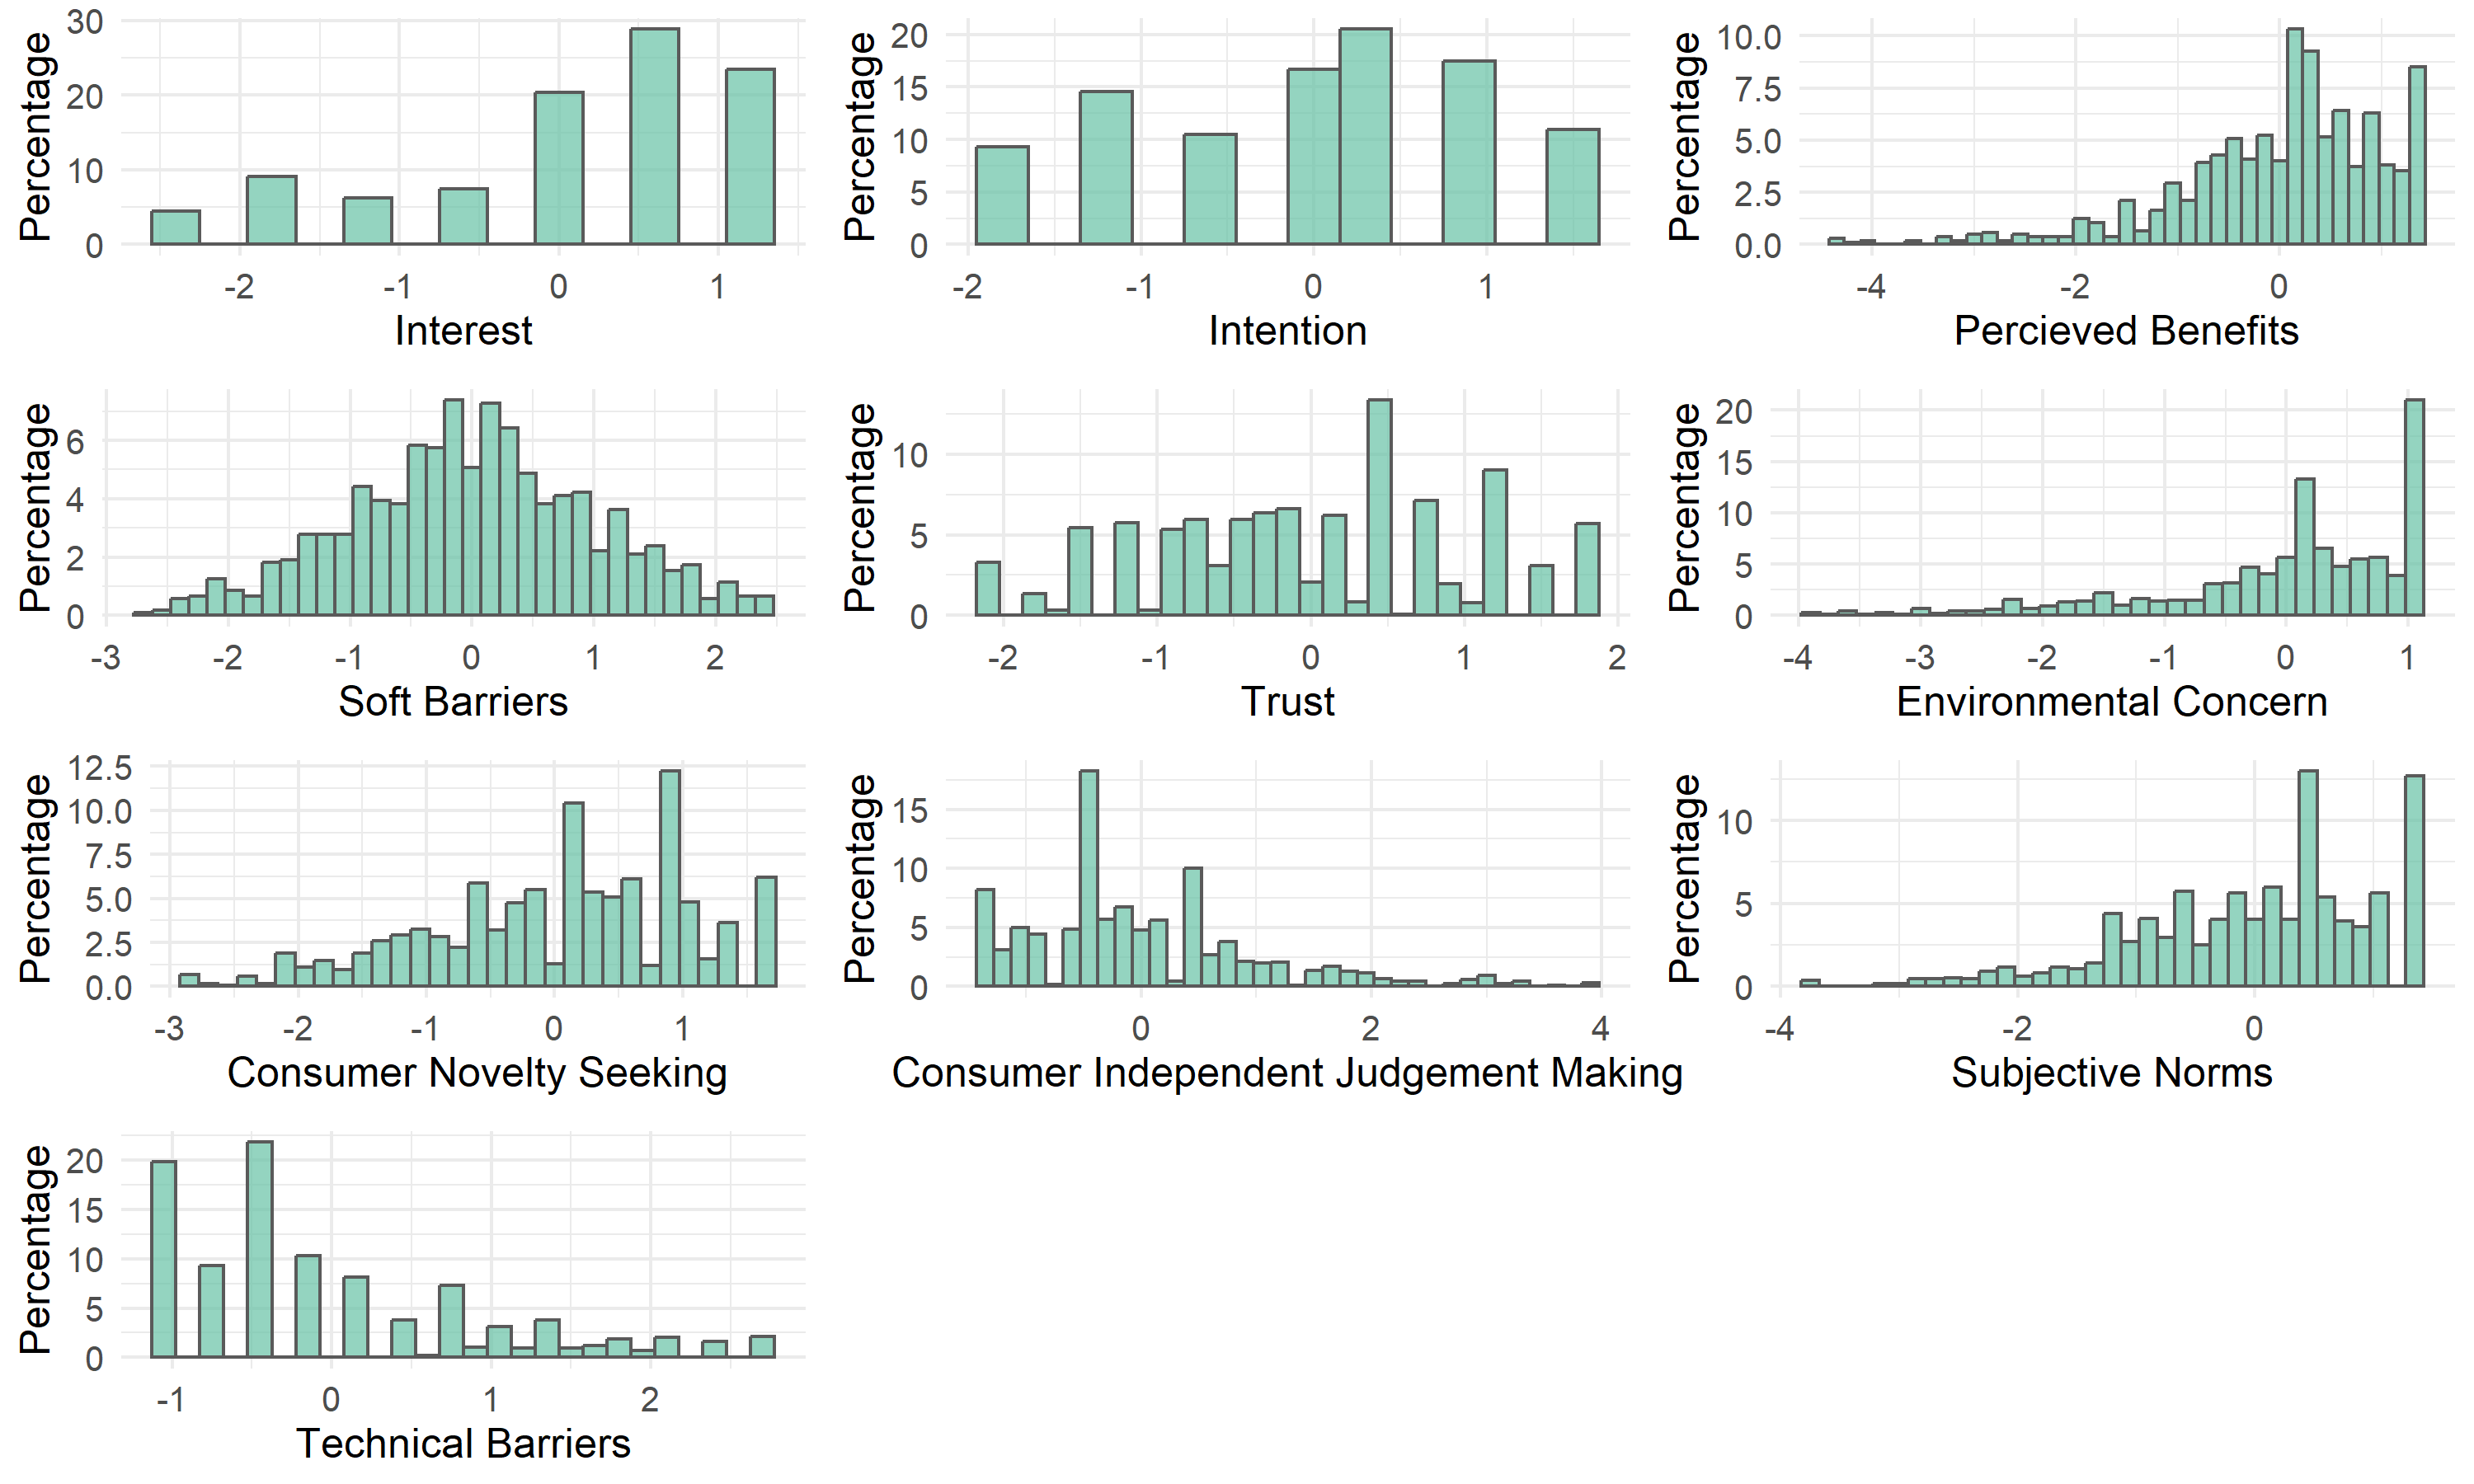 Percentage
30
20
10
0
-2 -1 0 1
Interest
Percentage
20
15
10
5
0
-2 -1 0 1
Intention
Percentage
10.0
7.5
5.0
2.5
0.0
-4 -2 0
Percieved Benefits
Percentage
6
4
2
0
-3 -2 -1 0 1 2
Soft Barriers
Percentage
10
5
0
-2 -1 0 1 2
Trust
Percentage
20
15
10
5
0
-4 -3 -2 -1 0 1
Environmental Concern
Percentage
12.5
10.0
7.5
5.0
2.5
0.0
-3 -2 -1 0 1
Consumer Novelty Seeking
Percentage
15
10
5
0
0 2 4
Consumer Independent Judgement Making
Percentage
10
5
0
-4 -2 0
Subjective Norms
Percentage
20
15
10
5
0
-1 0 1 2
Technical Barriers